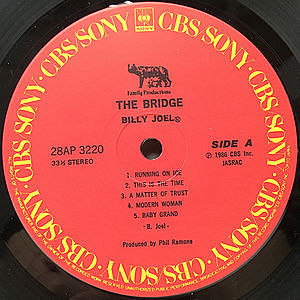 CBS
SONY
CBS/SONY CBS/SONY CBS/SONY CBS/SONY CBS/SONY CBS/SONY
Family Productions
THE BRIDGE
BILLY JOEL®
28AP 3220
33⅓ STEREO
SIDE A
℗ 1986 CBS Inc.
JASRAC
1 RUNNING ON ICE
2 THIS IS THE TIME
3 A MATTER OF TRUST
4 MODERN WOMAN
5 BABY GRAND
-B. Joel-
Produced by Phil Ramone